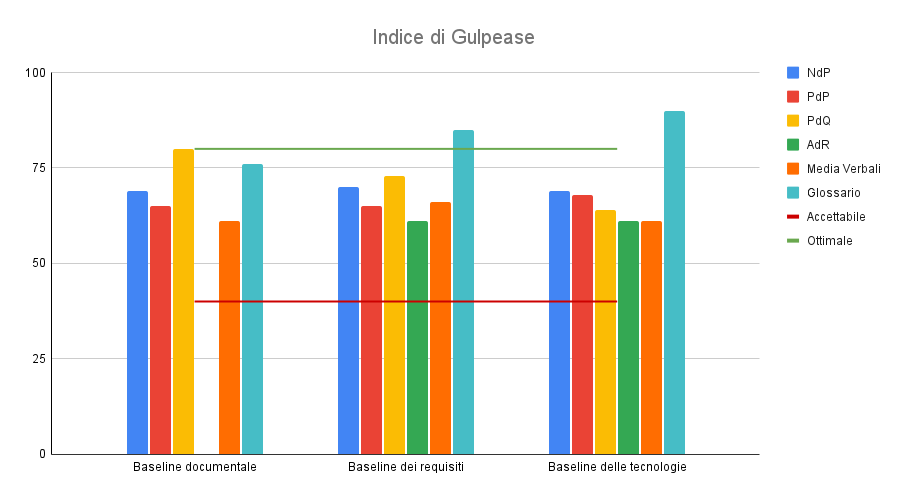 Indice di Gulpease
100
75
50
25
0
Baseline documentale
Baseline dei requisiti
Baseline delle tecnologie
NdP
PdP
PdQ
AdR
Media Verbali
Glossario
Accettabile
Ottimale